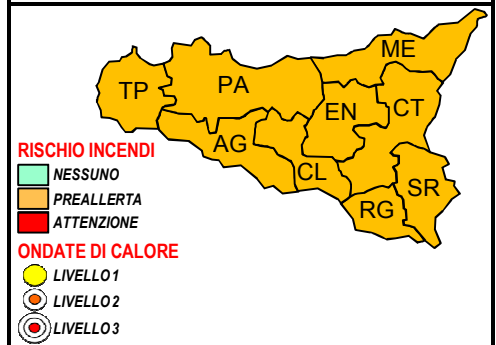 ME
TP
PA
EN
CT
AG
CL
SR
RG
RISCHIO INCENDI
NESSUNO
PREALLERTA
ATTENZIONE
ONDATE DI CALORE
LIVELLO 1
LIVELLO 2
LIVELLO 3